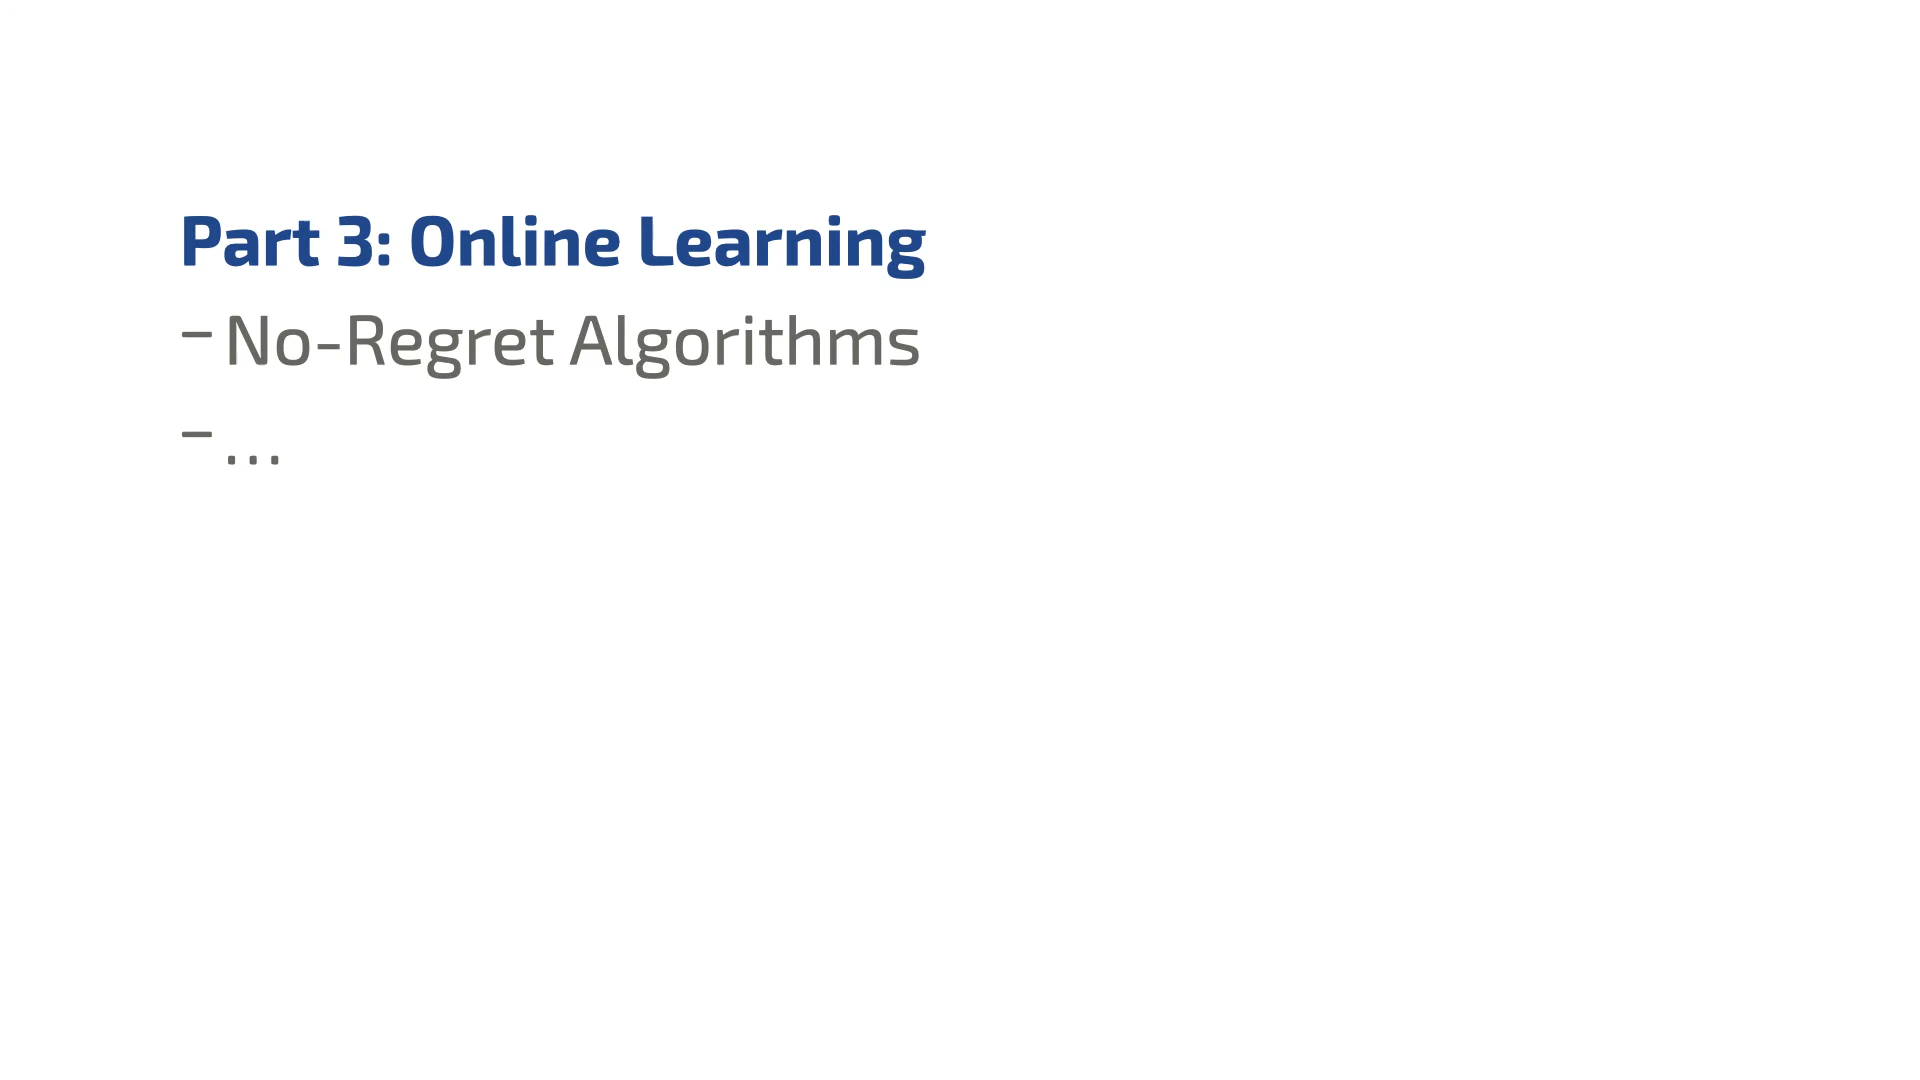 Part 3: Online Learning
– No-Regret Algorithms
– …